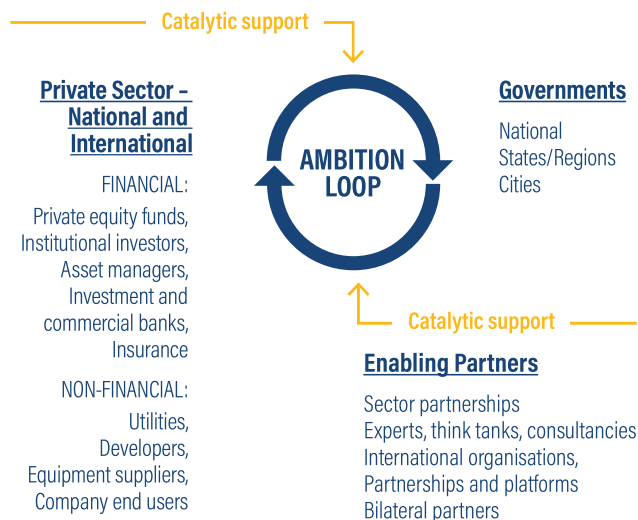 Catalytic support
Private Sector –
National and
International
FINANCIAL:
Private equity funds,
Institutional investors,
Asset managers,
Investment and
commercial banks,
Insurance
NON-FINANCIAL:
Utilities,
Developers,
Equipment suppliers,
Company end users
AMBITION
LOOP
Governments
National
States/Regions
Cities
Catalytic support
Enabling Partners
Sector partnerships
Experts, think tanks, consultancies
International organisations,
Partnerships and platforms
Bilateral partners